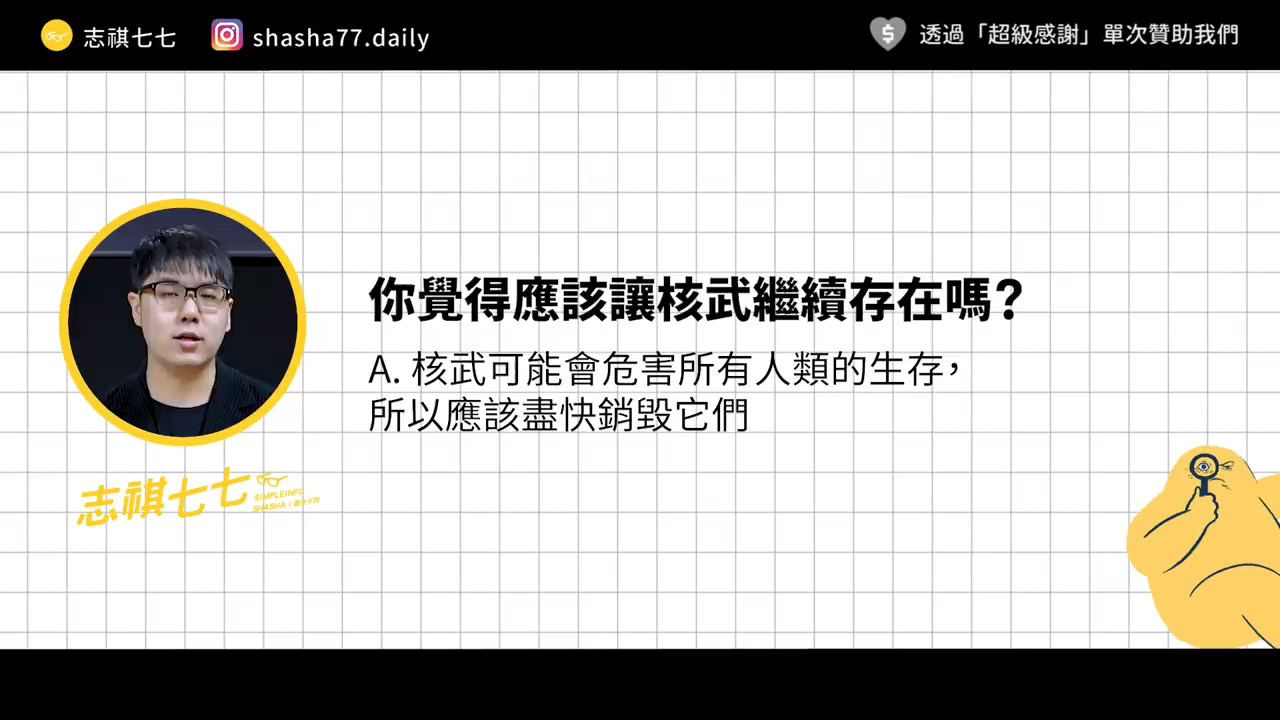 志祺七七
shasha77.daily
透過「超級感謝」單次贊助我們
你覺得應該讓核武繼續存在嗎?
A. 核武可能會危害所有人類的生存，
所以應該盡快銷毀它們
志祺七七
SIMPLEINFO